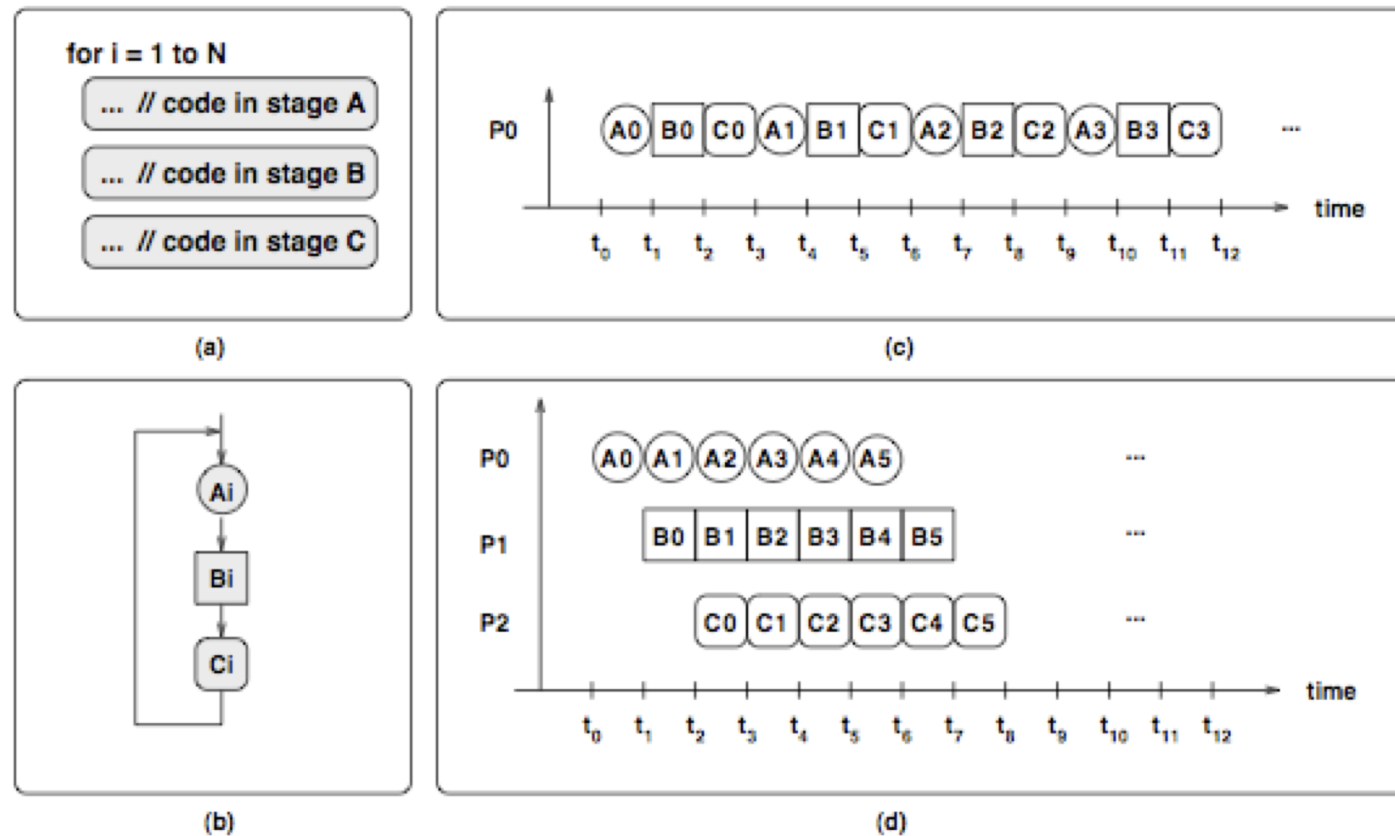 for i = 1 to N
... // code in stage A
... // code in stage B
... // code in stage C
(a)
P0
A0 B0 C0 A1 B1 C1 A2 B2 C2 A3 B3 C3 ...
time
t0 t1 t2 t3 t4 t5 t6 t7 t8 t9 t10 t11 t12
(c)
Ai
Bi
Ci
(b)
P0 A0 A1 A2 A3 A4 A5 ...
P1 B0 B1 B2 B3 B4 B5 ...
P2 C0 C1 C2 C3 C4 C5 ...
time
t0 t1 t2 t3 t4 t5 t6 t7 t8 t9 t10 t11 t12
(d)